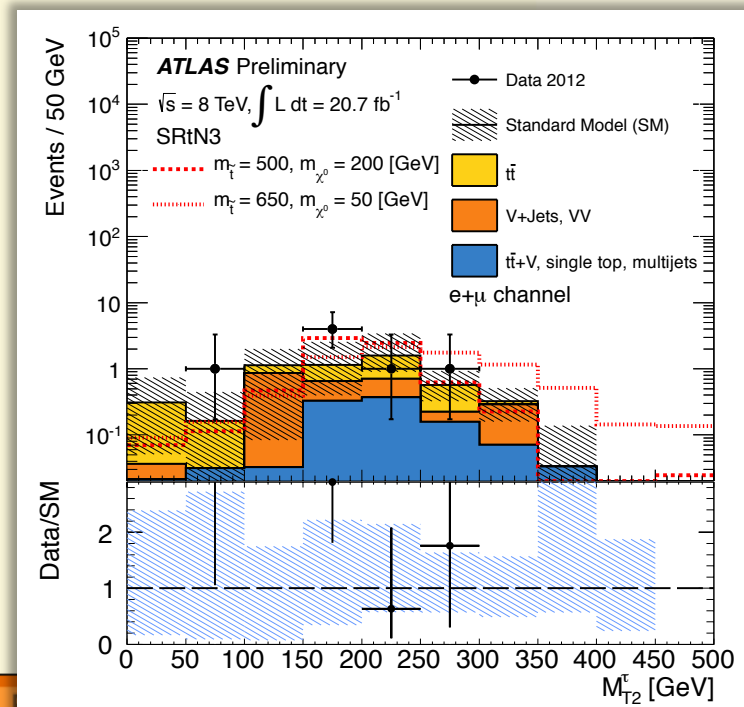 Events / 50 GeV
10⁵
10⁴
10³
10²
10
1
10⁻¹
ATLAS Preliminary
√s = 8 TeV, ∫ L dt = 20.7 fb⁻¹
SRtN3
m_t̃ = 500, m_χ⁰ = 200 [GeV]
m_t̃ = 650, m_χ⁰ = 50 [GeV]
Data 2012
Standard Model (SM)
tt̄
V+Jets, VV
tt̄+V, single top, multijets
e+μ channel
Data/SM
2
1
0
0 50 100 150 200 250 300 350 400 450 500
M_T2^τ [GeV]